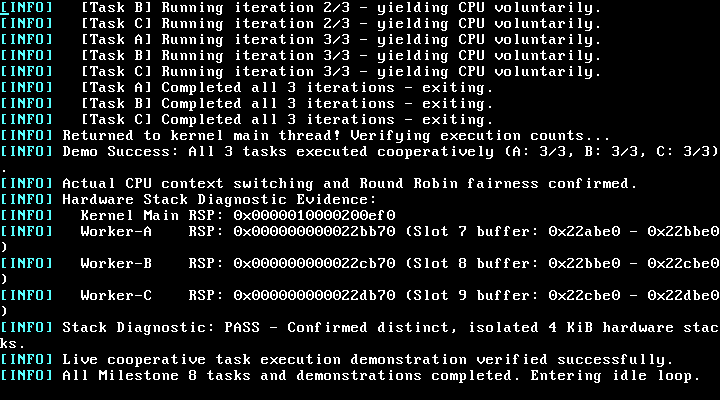 [INFO]   [Task B] Running iteration 2/3 - yielding CPU voluntarily.
[INFO]   [Task C] Running iteration 2/3 - yielding CPU voluntarily.
[INFO]   [Task A] Running iteration 3/3 - yielding CPU voluntarily.
[INFO]   [Task B] Running iteration 3/3 - yielding CPU voluntarily.
[INFO]   [Task C] Running iteration 3/3 - yielding CPU voluntarily.
[INFO]   [Task A] Completed all 3 iterations - exiting.
[INFO]   [Task B] Completed all 3 iterations - exiting.
[INFO]   [Task C] Completed all 3 iterations - exiting.
[INFO] Returned to kernel main thread! Verifying execution counts...
[INFO] Demo Success: All 3 tasks executed cooperatively (A: 3/3, B: 3/3, C: 3/3)
.
[INFO] Actual CPU context switching and Round Robin fairness confirmed.
[INFO] Hardware Stack Diagnostic Evidence:
[INFO]   Kernel Main RSP: 0x0000010000200ef0
[INFO]   Worker-A    RSP: 0x000000000022bb70 (Slot 7 buffer: 0x22abe0 - 0x22bbe0
)
[INFO]   Worker-B    RSP: 0x000000000022cb70 (Slot 8 buffer: 0x22bbe0 - 0x22cbe0
)
[INFO]   Worker-C    RSP: 0x000000000022db70 (Slot 9 buffer: 0x22cbe0 - 0x22dbe0
)
[INFO] Stack Diagnostic: PASS - Confirmed distinct, isolated 4 KiB hardware stac
ks.
[INFO] Live cooperative task execution demonstration verified successfully.
[INFO] All Milestone 8 tasks and demonstrations completed. Entering idle loop.